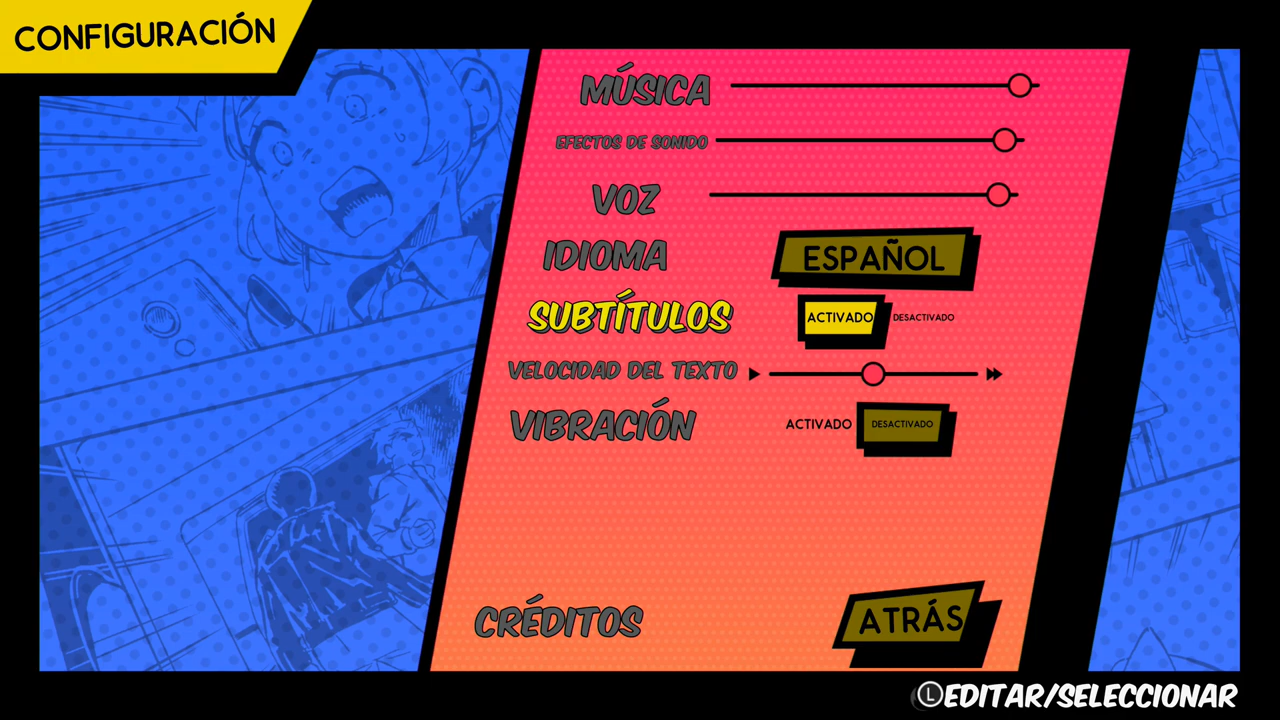 CONFIGURACIÓN
MÚSICA
EFECTOS DE SONIDO
VOZ
IDIOMA ESPAÑOL
SUBTÍTULOS ACTIVADO DESACTIVADO
VELOCIDAD DEL TEXTO
VIBRACIÓN ACTIVADO DESACTIVADO
CRÉDITOS ATRÁS
L EDITAR/SELECCIONAR